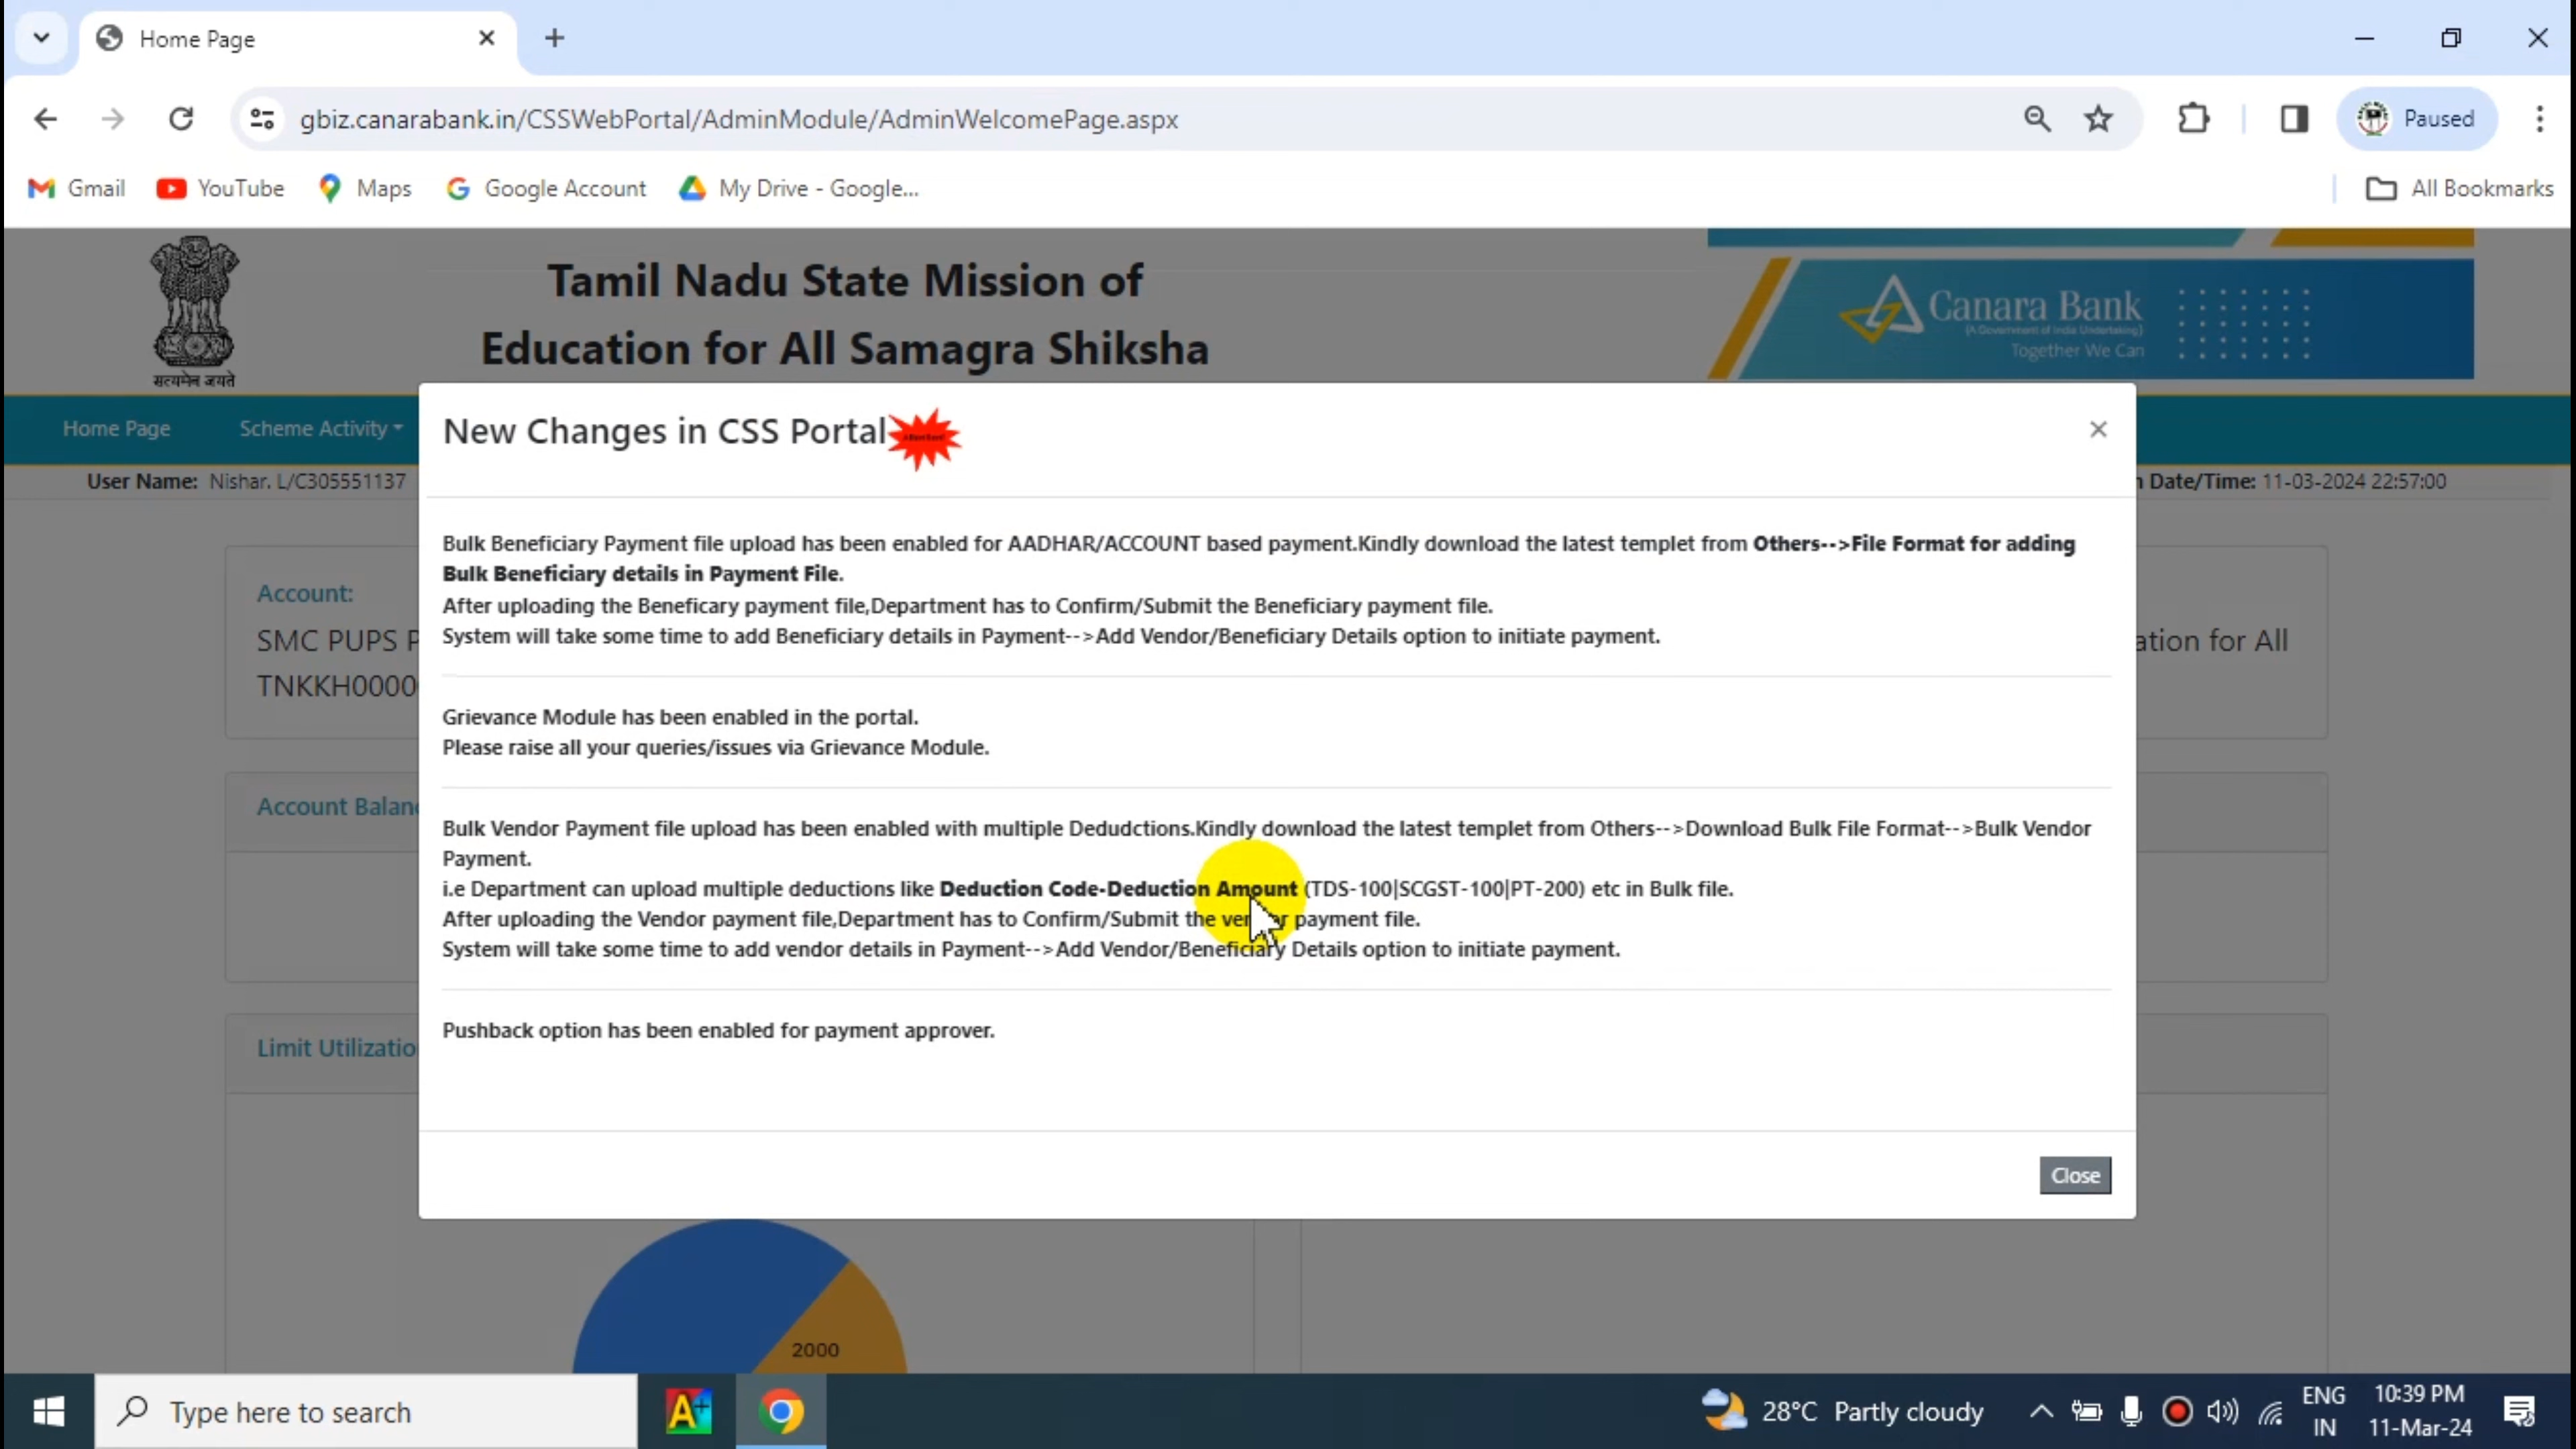 Home Page
gbiz.canarabank.in/CSSWebPortal/AdminModule/AdminWelcomePage.aspx
Paused
Gmail
YouTube
Maps
Google Account
My Drive - Google...
All Bookmarks
सत्यमेव जयते
Tamil Nadu State Mission of
Education for All Samagra Shiksha
Canara Bank
(A Government of India Undertaking)
Together We Can
Home Page
Scheme Activity
User Name: Nishar. L/C305551137
Date/Time: 11-03-2024 22:57:00
New Changes in CSS Portal
Bulk Beneficiary Payment file upload has been enabled for AADHAR/ACCOUNT based payment.Kindly download the latest templet from Others-->File Format for adding
Bulk Beneficiary details in Payment File.
After uploading the Beneficary payment file,Department has to Confirm/Submit the Beneficiary payment file.
System will take some time to add Beneficiary details in Payment-->Add Vendor/Beneficiary Details option to initiate payment.
Grievance Module has been enabled in the portal.
Please raise all your queries/issues via Grievance Module.
Bulk Vendor Payment file upload has been enabled with multiple Dedudctions.Kindly download the latest templet from Others-->Download Bulk File Format-->Bulk Vendor
Payment.
i.e Department can upload multiple deductions like Deduction Code-Deduction Amount (TDS-100|SCGST-100|PT-200) etc in Bulk file.
After uploading the Vendor payment file,Department has to Confirm/Submit the vendor payment file.
System will take some time to add vendor details in Payment-->Add Vendor/Beneficiary Details option to initiate payment.
Pushback option has been enabled for payment approver.
Close
Account:
SMC PUPS P
TNKKH0000
ation for All
Account Balanc
Limit Utilizatio
2000
Type here to search
28°C Partly cloudy
ENG
IN
10:39 PM
11-Mar-24